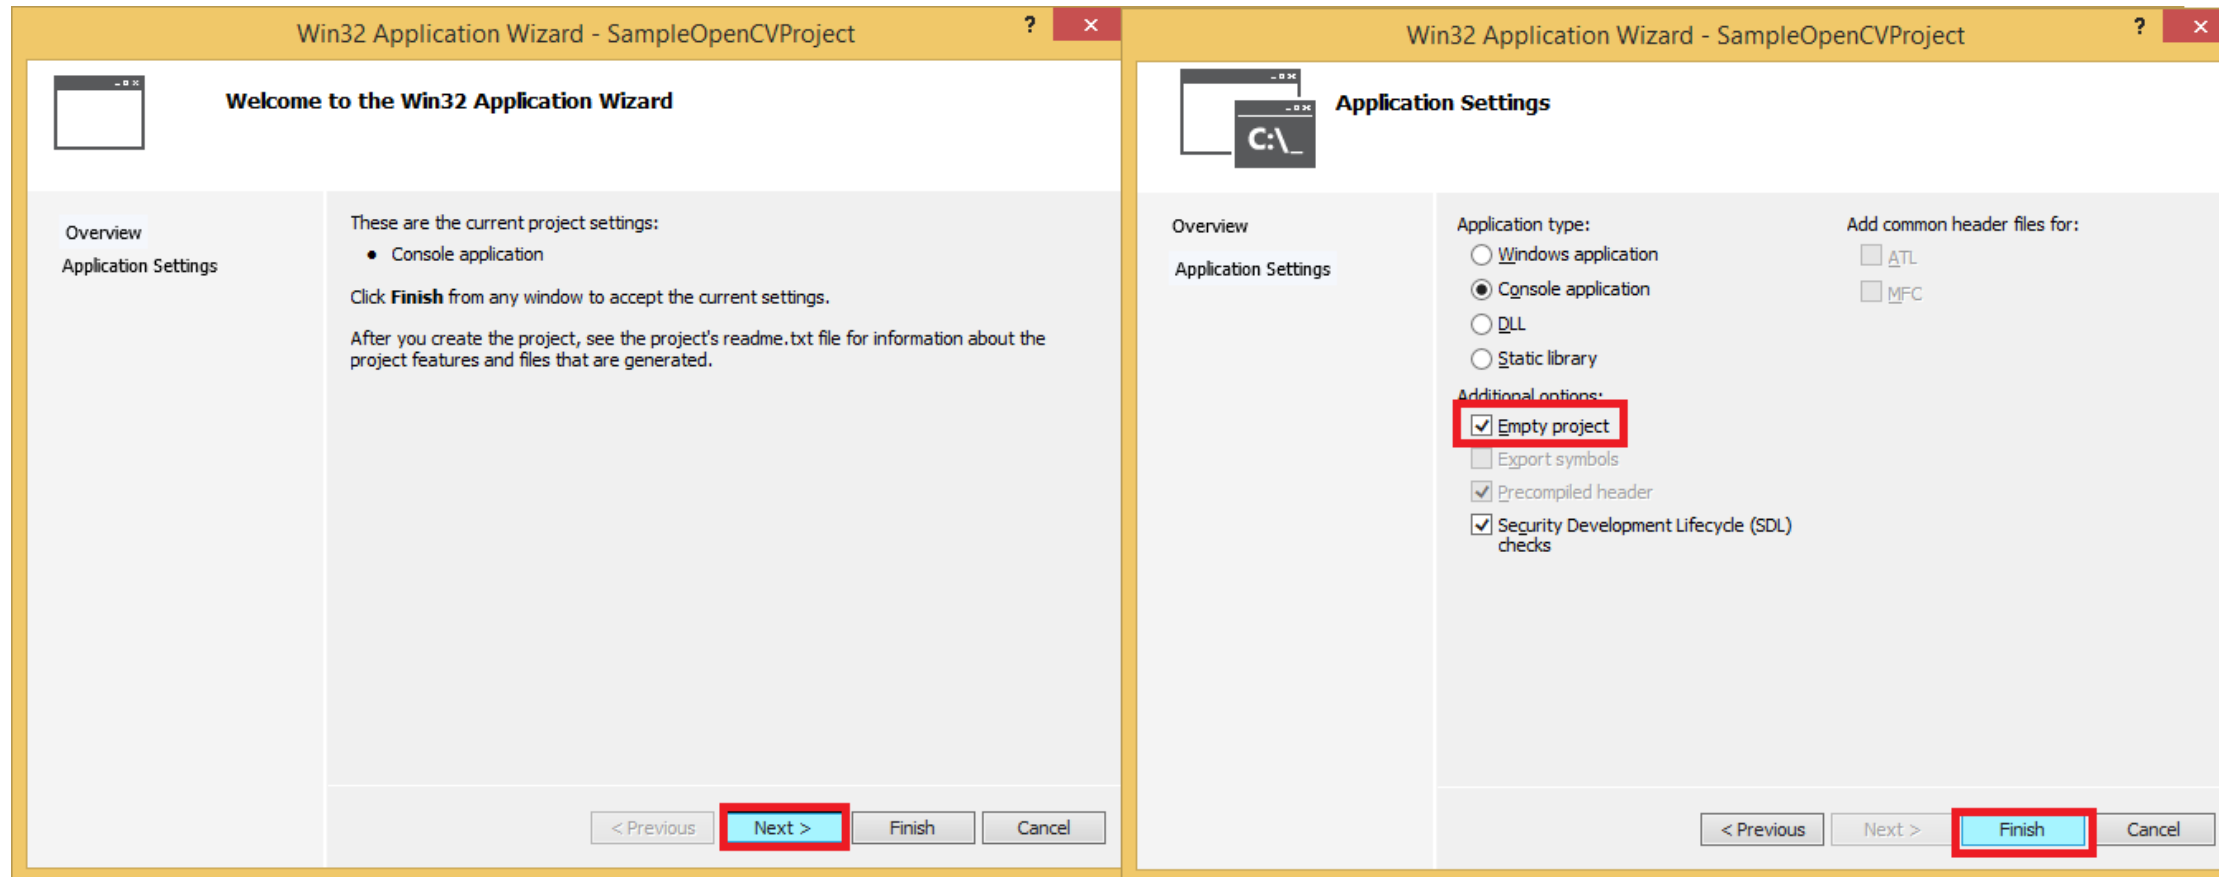 Win32 Application Wizard - SampleOpenCVProject
?
×
Welcome to the Win32 Application Wizard
Overview
Application Settings
These are the current project settings:
• Console application
Click Finish from any window to accept the current settings.
After you create the project, see the project's readme.txt file for information about the
project features and files that are generated.
< Previous
Next >
Finish
Cancel
Win32 Application Wizard - SampleOpenCVProject
?
×
C:\_
Application Settings
Overview
Application Settings
Application type:
Windows application
Console application
DLL
Static library
Additional options:
Empty project
Export symbols
Precompiled header
Security Development Lifecycle (SDL)
checks
Add common header files for:
ATL
MFC
< Previous
Next >
Finish
Cancel